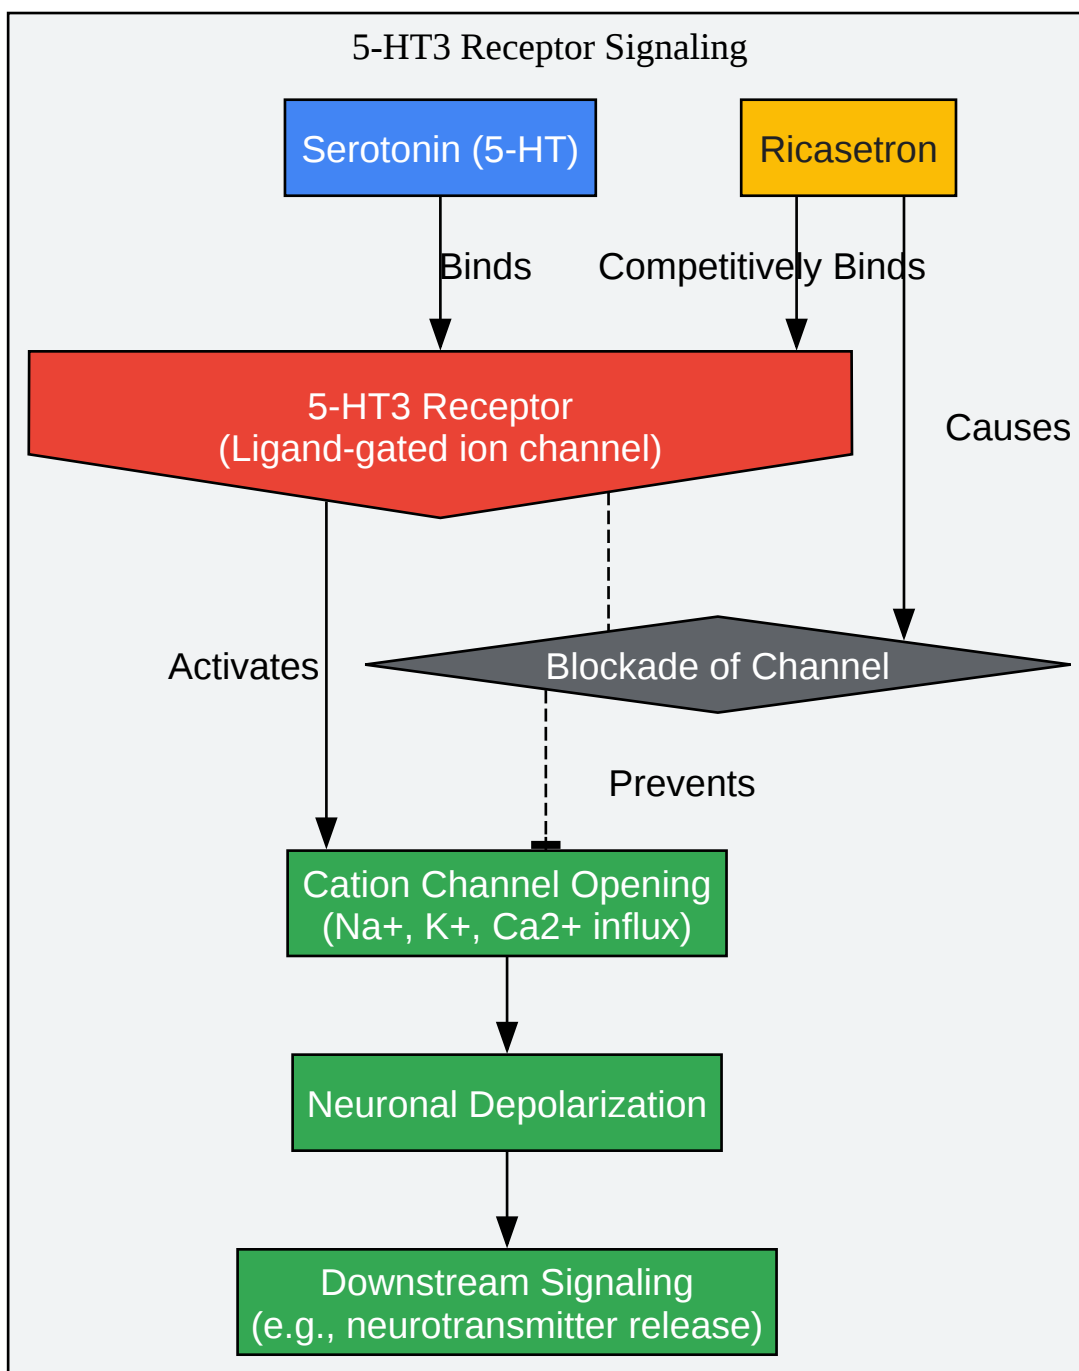 5-HT3 Receptor Signaling
Serotonin (5-HT)
Ricasetron
Binds
Competitively Binds
5-HT3 Receptor
(Ligand-gated ion channel)
Causes
Activates
Blockade of Channel
Prevents
Cation Channel Opening
(Na+, K+, Ca2+ influx)
Neuronal Depolarization
Downstream Signaling
(e.g., neurotransmitter release)